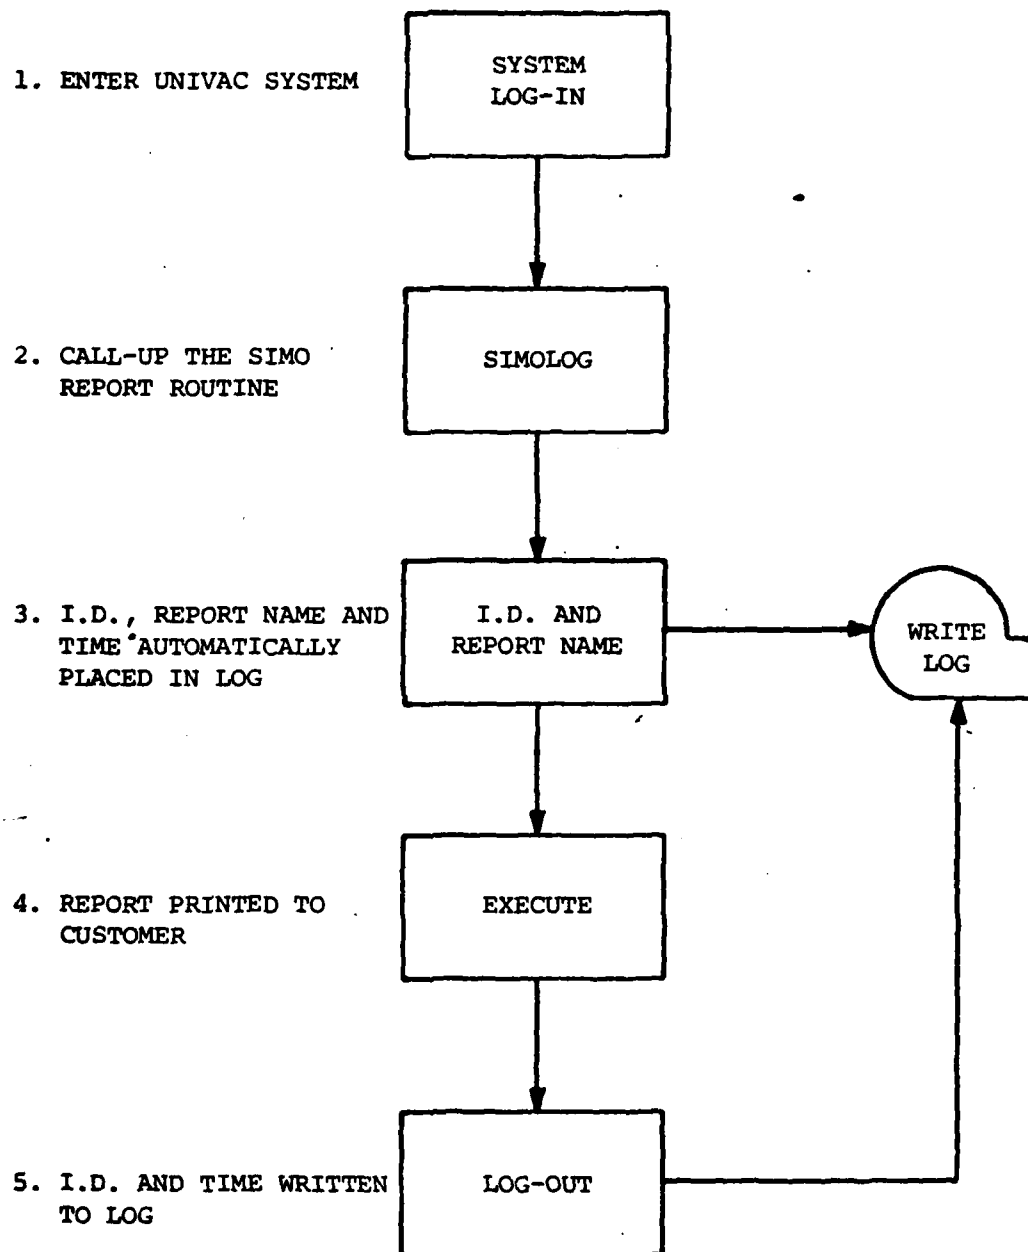 1. ENTER UNIVAC SYSTEM
SYSTEM
LOG-IN
2. CALL-UP THE SIMO
REPORT ROUTINE
SIMOLOG
3. I.D., REPORT NAME AND
TIME AUTOMATICALLY
PLACED IN LOG
I.D. AND
REPORT NAME
WRITE
LOG
4. REPORT PRINTED TO
CUSTOMER
EXECUTE
5. I.D. AND TIME WRITTEN
TO LOG
LOG-OUT